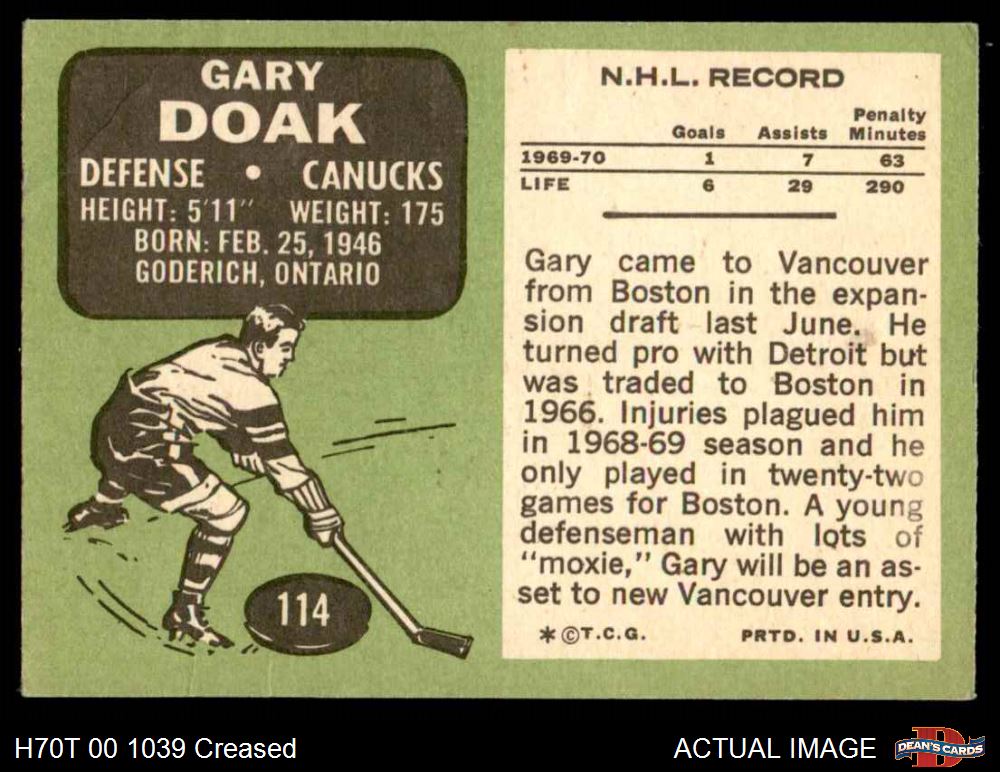 GARY
DOAK
DEFENSE • CANUCKS
HEIGHT: 5'11" WEIGHT: 175
BORN: FEB. 25, 1946
GODERICH, ONTARIO
114
N.H.L. RECORD
Goals Assists Penalty Minutes
1969-70 1 7 63
LIFE 6 29 290
Gary came to Vancouver
from Boston in the expan-
sion draft last June. He
turned pro with Detroit but
was traded to Boston in
1966. Injuries plagued him
in 1968-69 season and he
only played in twenty-two
games for Boston. A young
defenseman with lots of
"moxie," Gary will be an as-
set to new Vancouver entry.
*©T.C.G. PRTD. IN U.S.A.
H70T 00 1039 Creased
ACTUAL IMAGE
D
DEAN'S CARDS